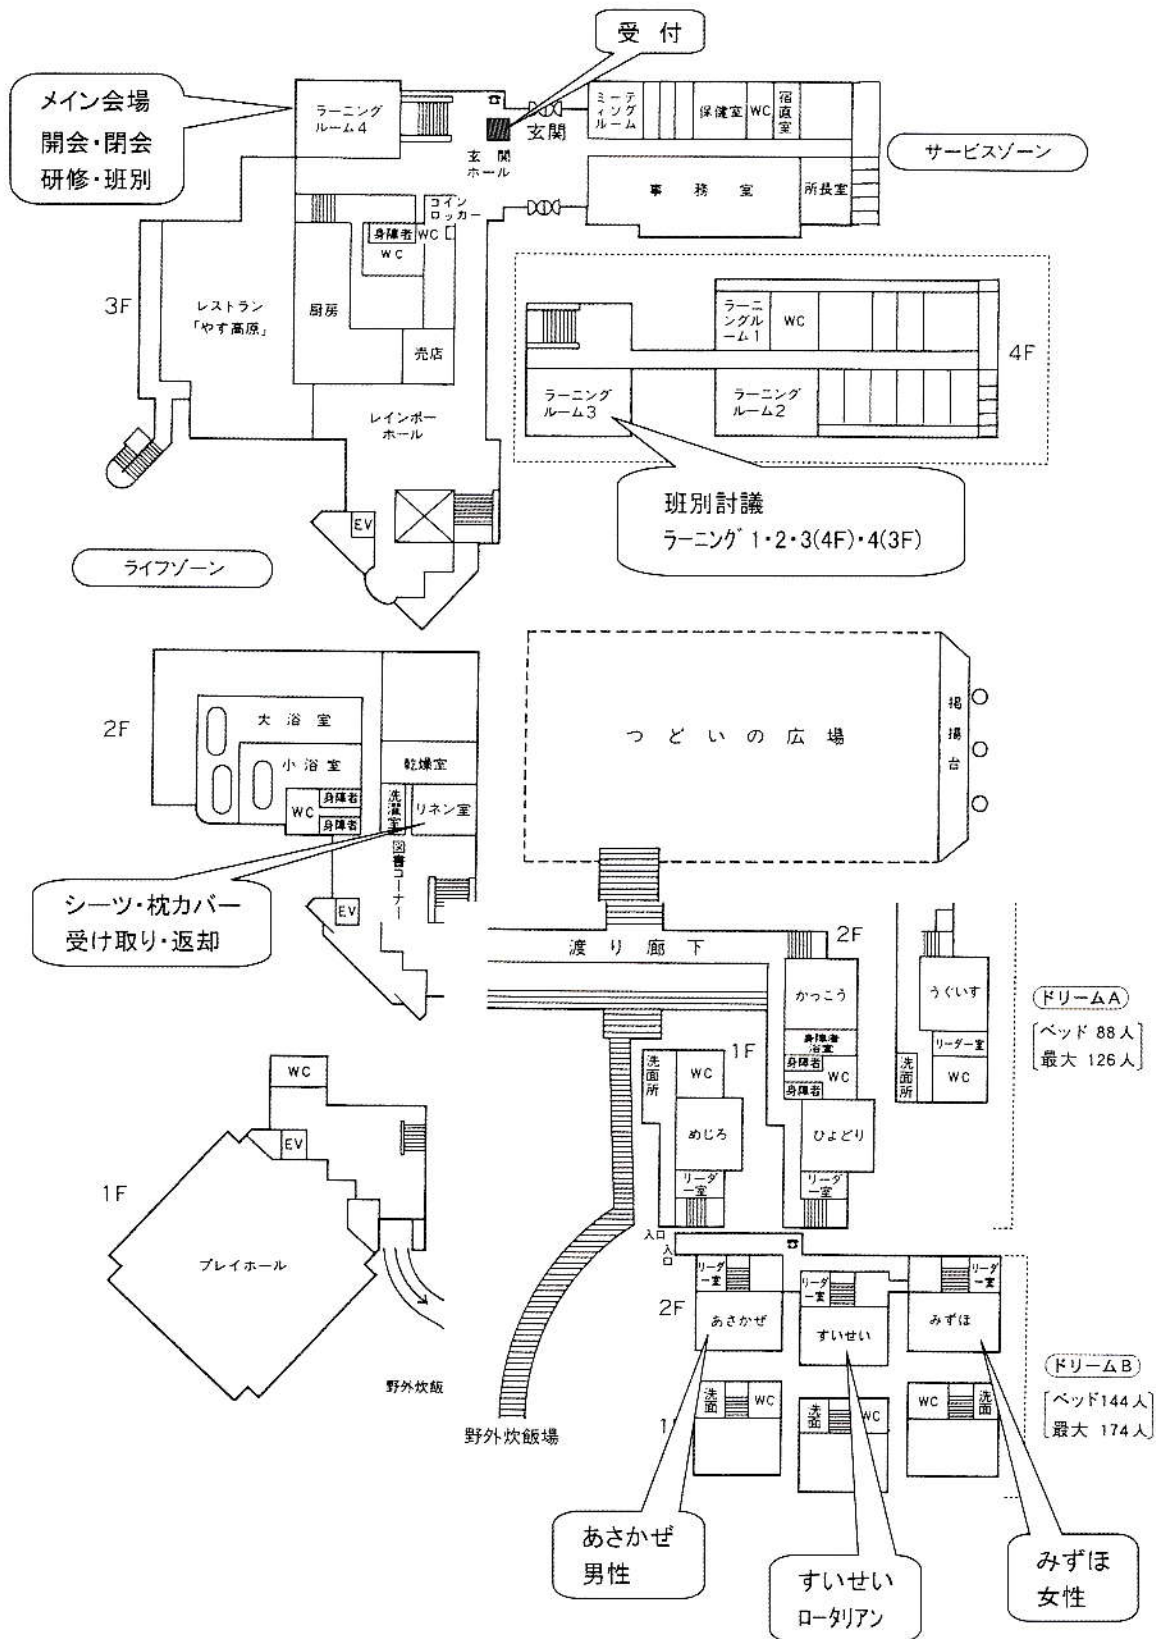 受 付
メイン会場
開会・閉会
研修・班別
ラーニング
ルーム4
玄 関
ホール
玄関
ミーテ
ィングル
ーム
保健室
WC
宿直室
サービスゾーン
事 務 室
所長室
コイン
ロッカー
身障者WC
WC
3F
レストラン
「やす高原」
厨房
売店
レインボー
ホール
EV
ライフゾーン
ラーニ
ングル
ーム1
WC
4F
ラーニング
ルーム3
ラーニング
ルーム2
班別討議
ラーニング 1・2・3(4F)・4(3F)
2F
大 浴 室
小 浴 室
WC
身障者
身障者
乾燥室
洗濯室
リネン室
図書コーナー
EV
シーツ・枕カバー
受け取り・返却
つ ど い の 広 場
掲揚台
渡 り 廊 下
2F
かっこう
身障者
浴室
身障者
身障者
WC
ひよどり
リーダ
ー室
うぐいす
リーダー室
洗面所
WC
ドリームA
ベッド 88人
最大 126人
1F
洗面所
WC
めじろ
リーダ
ー室
WC
EV
1F
プレイホール
野外炊飯
野外炊飯場
入口
入口
2F
リーダ
ー室
あさかぜ
リーダ
ー室
すいせい
リーダ
ー室
みずほ
ドリームB
ベッド144人
最大 174人
洗面
WC
洗面
WC
WC
洗面
あさかぜ
男性
すいせい
ロータリアン
みずほ
女性